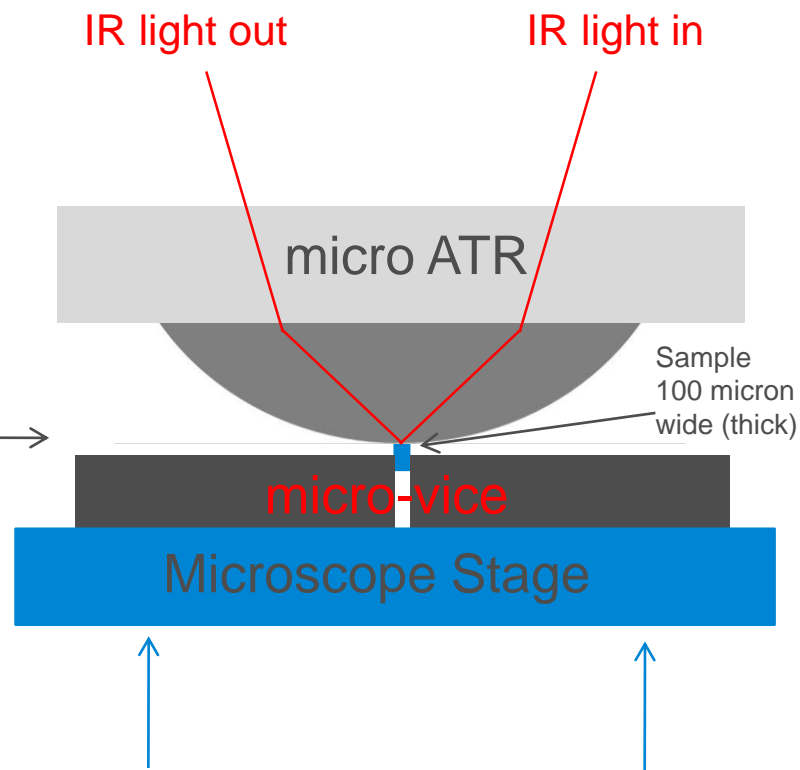 IR light out
IR light in
micro ATR
Sample
100 micron
wide (thick)
micro-vice
Microscope Stage